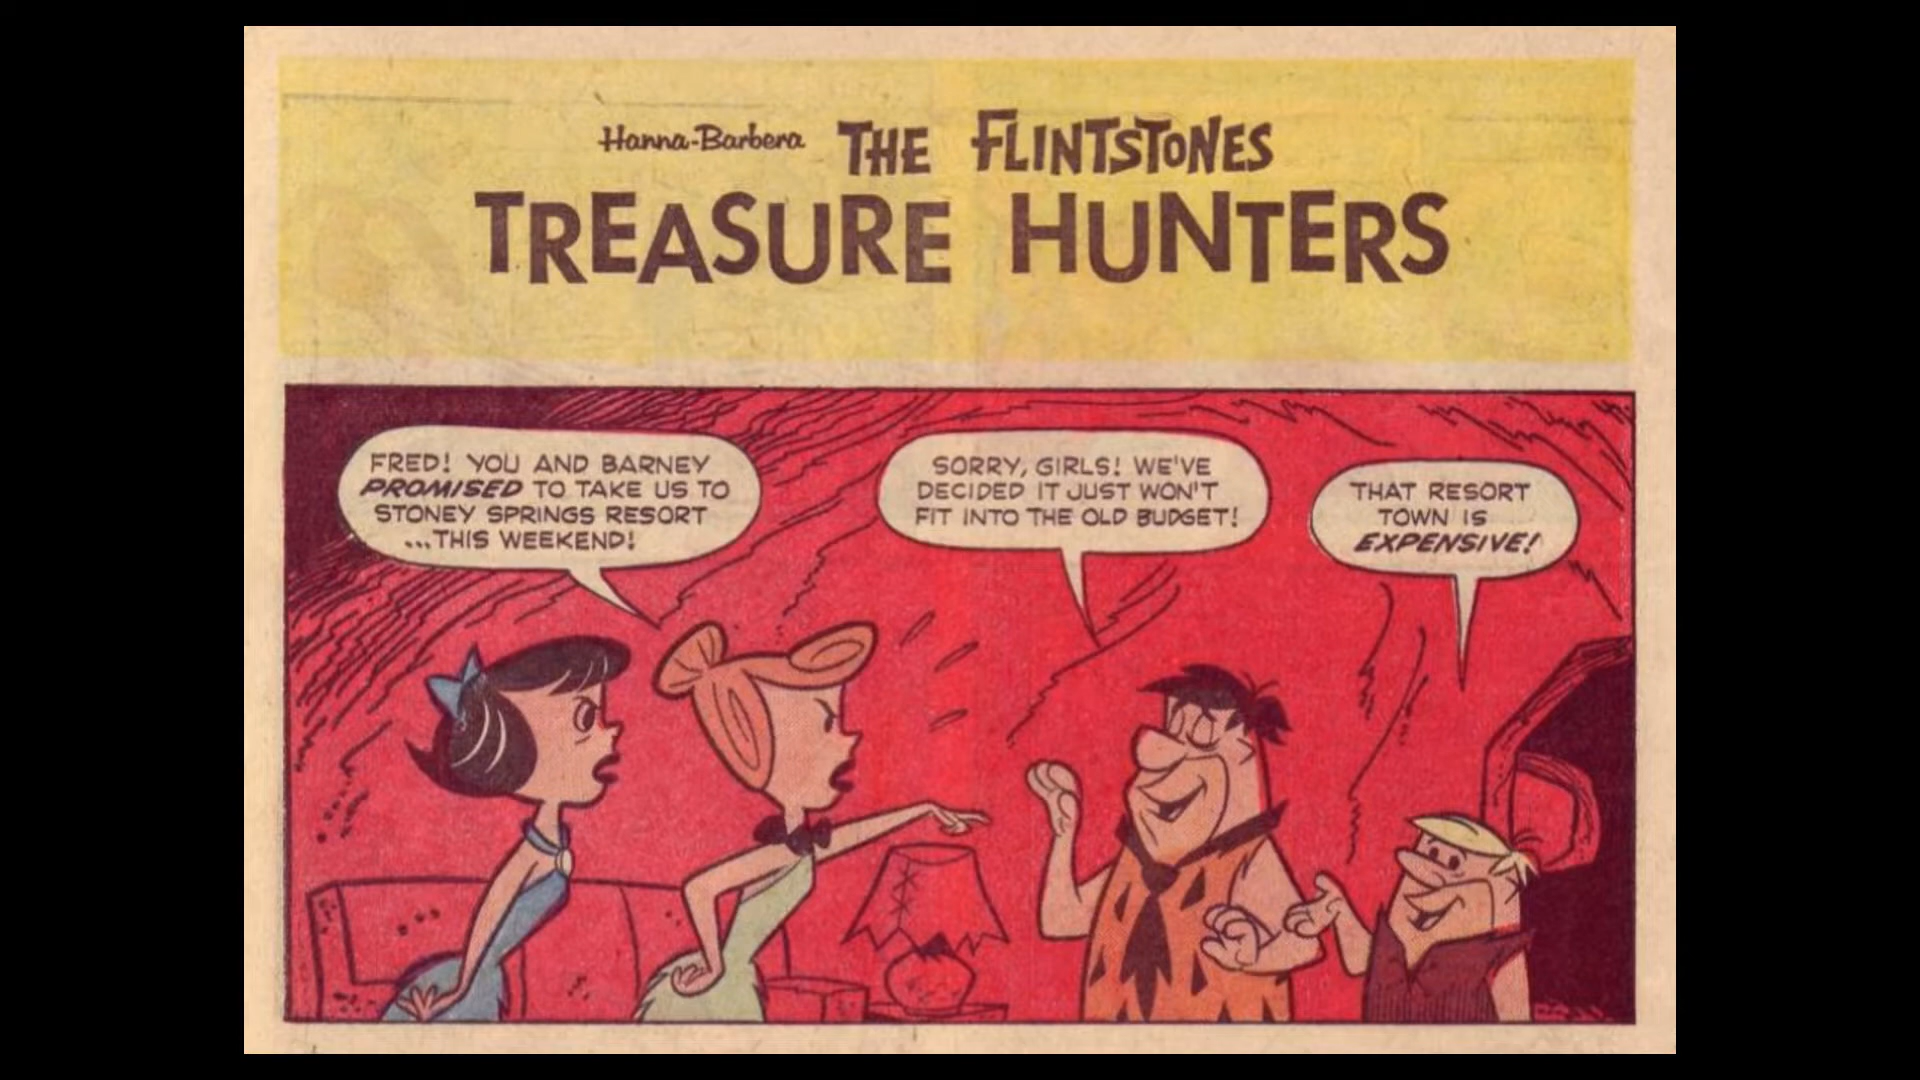 Hanna-Barbera THE FLINTSTONES
TREASURE HUNTERS
FRED! YOU AND BARNEY
PROMISED TO TAKE US TO
STONEY SPRINGS RESORT
...THIS WEEKEND!
SORRY, GIRLS! WE'VE
DECIDED IT JUST WON'T
FIT INTO THE OLD BUDGET!
THAT RESORT
TOWN IS
EXPENSIVE!